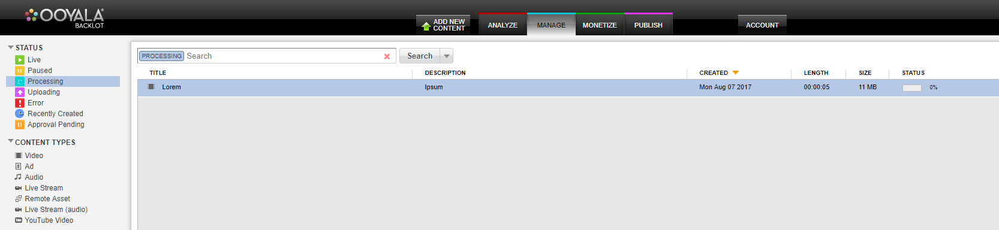 OOYALA
BACKLOT
ADD NEW
CONTENT
ANALYZE
MANAGE
MONETIZE
PUBLISH
ACCOUNT
STATUS
Live
Paused
Processing
Uploading
Error
Recently Created
Approval Pending
CONTENT TYPES
Video
Ad
Audio
Live Stream
Remote Asset
Live Stream (audio)
YouTube Video
PROCESSING Search
Search
TITLE DESCRIPTION CREATED LENGTH SIZE STATUS
Lorem Ipsum Mon Aug 07 2017 00:00:05 11 MB 0%